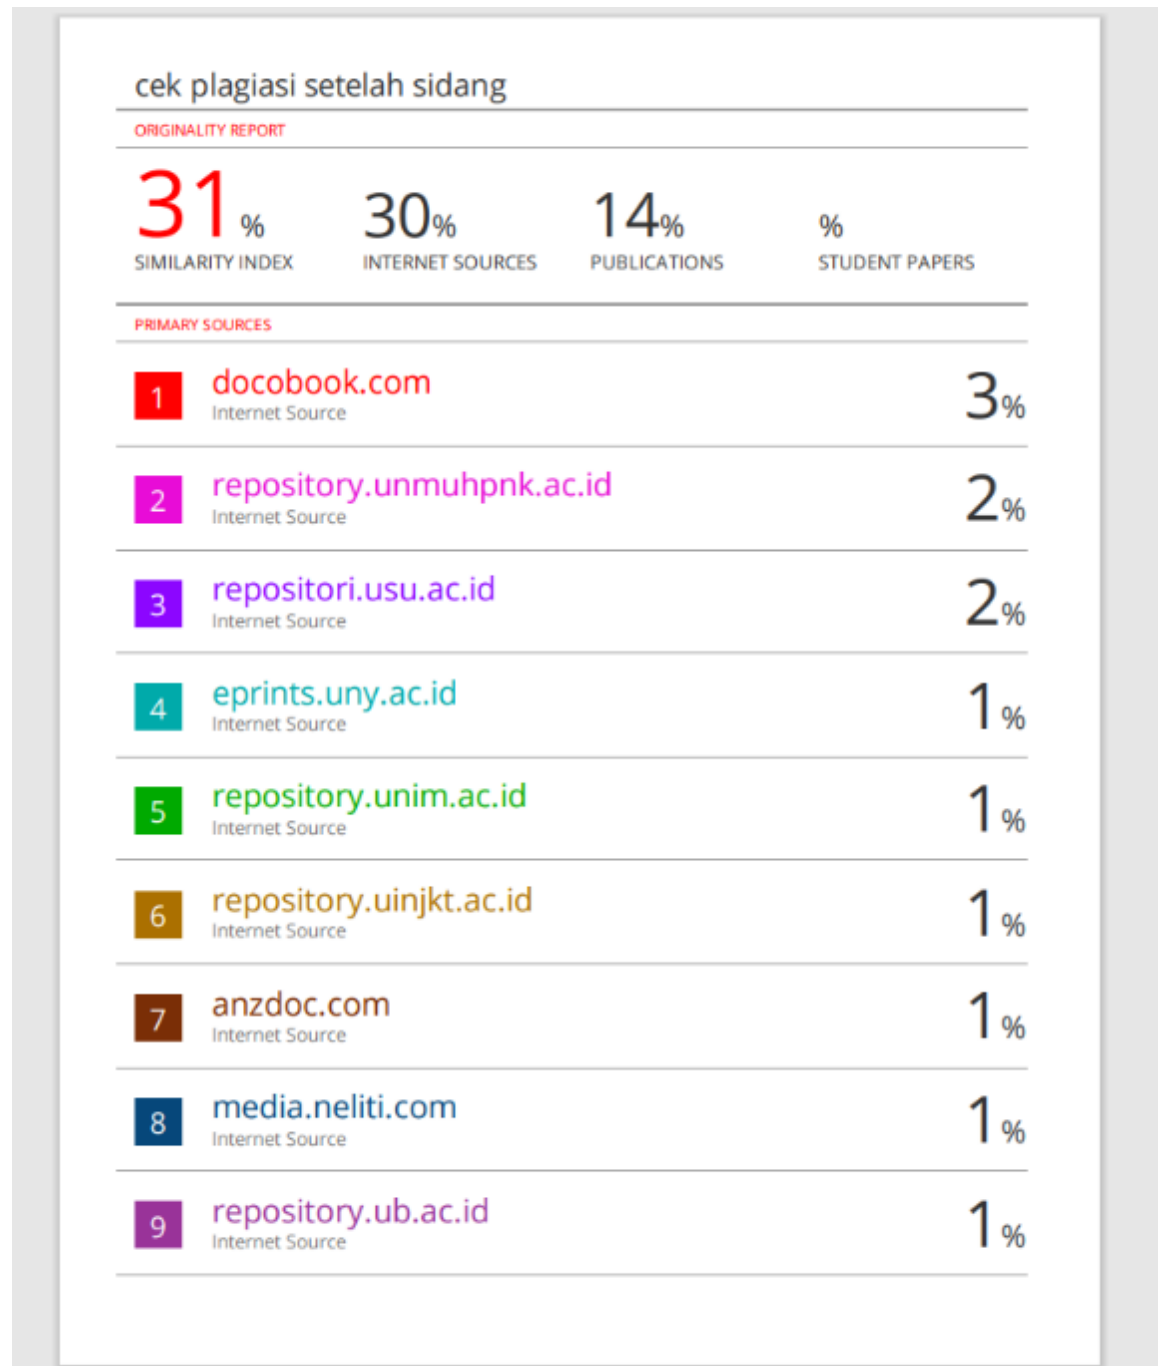 cek plagiasi setelah sidang
ORIGINALITY REPORT
31% 30% 14% %
SIMILARITY INDEX INTERNET SOURCES PUBLICATIONS STUDENT PAPERS
PRIMARY SOURCES
1 docobook.com 3%
Internet Source
2 repository.unmuhpnk.ac.id 2%
Internet Source
3 repositori.usu.ac.id 2%
Internet Source
4 eprints.uny.ac.id 1%
Internet Source
5 repository.unim.ac.id 1%
Internet Source
6 repository.uinjkt.ac.id 1%
Internet Source
7 anzdoc.com 1%
Internet Source
8 media.neliti.com 1%
Internet Source
9 repository.ub.ac.id 1%
Internet Source